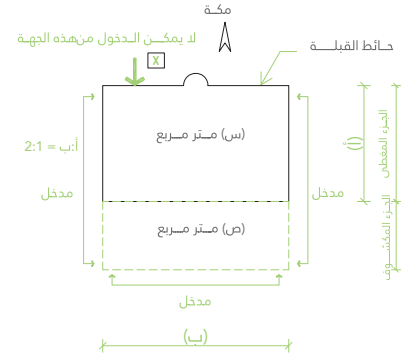 مكة
لا يمكن الدخول من هذه الجهة
X
حائط القبلة
(س) متر مربع
(أ)
الجزء المغطى
أ:ب = 2:1
مدخل
مدخل
(ص) متر مربع
الجزء المكشوف
مدخل
(ب)